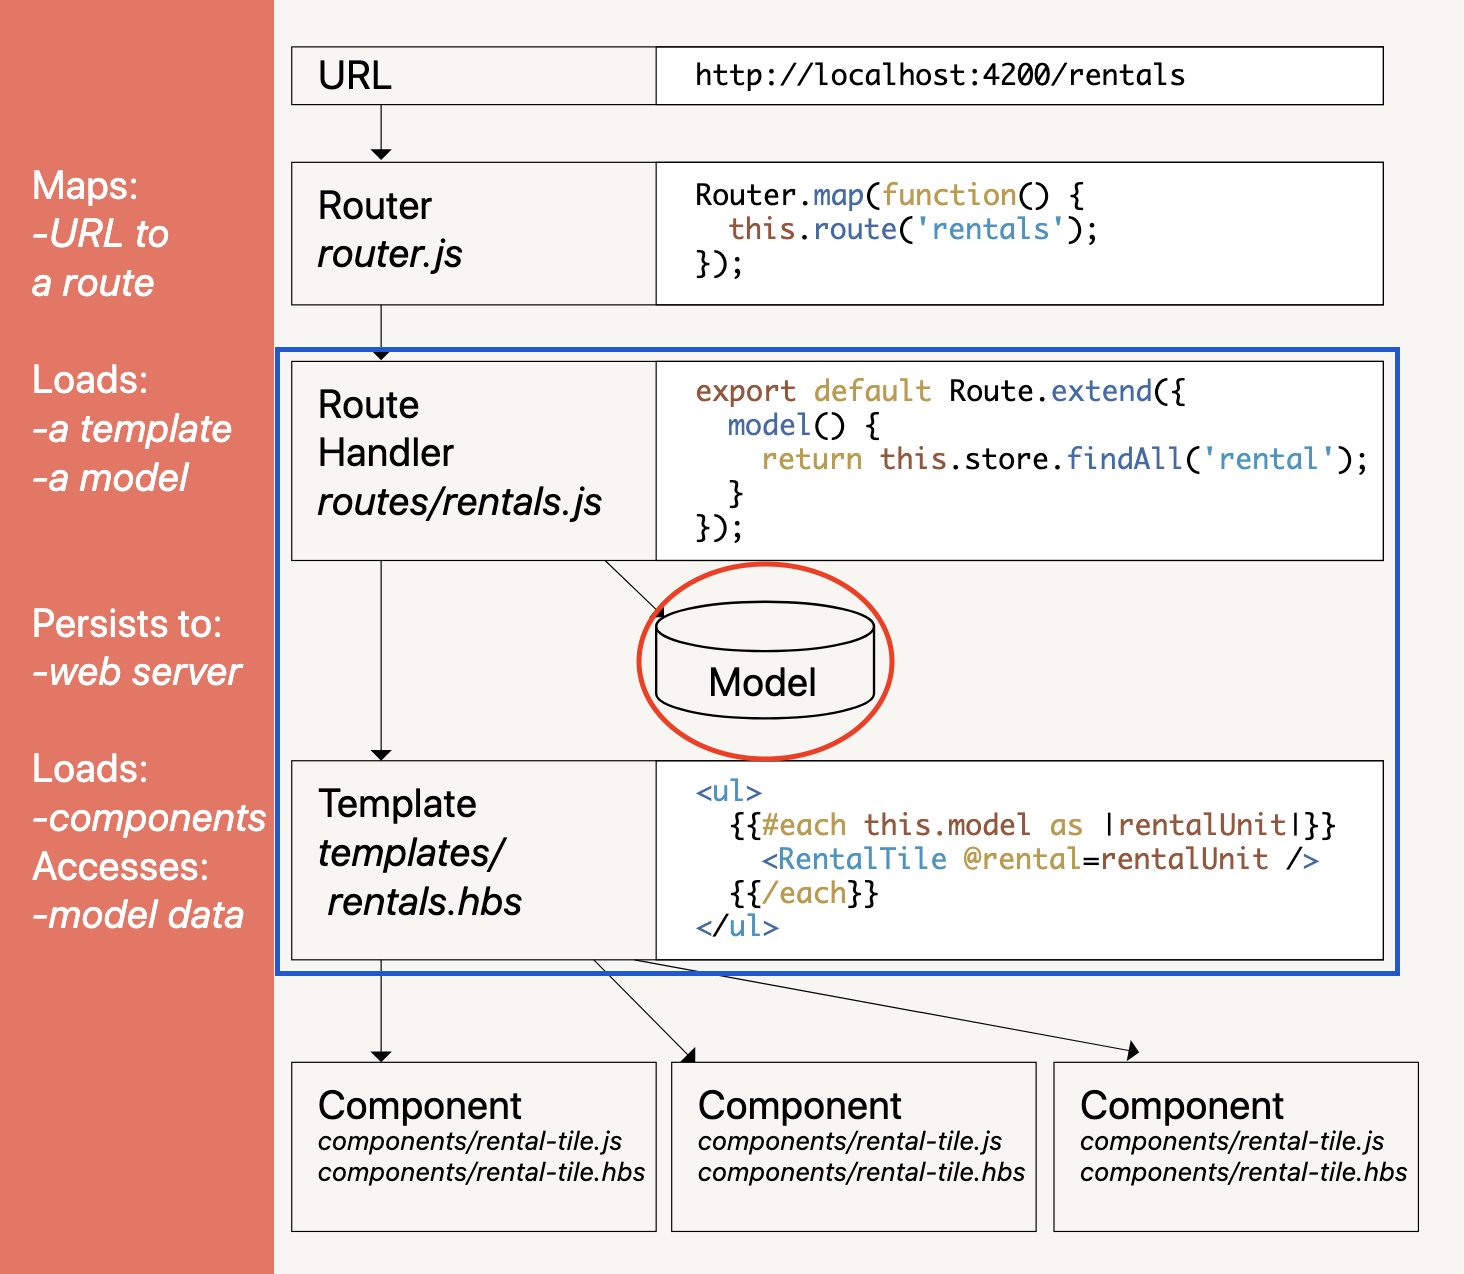 URL
http://localhost:4200/rentals
Maps:
-URL to
a route
Router
router.js
Router.map(function() {
  this.route('rentals');
});
Loads:
-a template
-a model
Route
Handler
routes/rentals.js
export default Route.extend({
  model() {
    return this.store.findAll('rental');
  }
});
Persists to:
-web server
Model
Loads:
-components
Accesses:
-model data
Template
templates/
rentals.hbs
<ul>
  {{#each this.model as |rentalUnit|}}
    <RentalTile @rental=rentalUnit />
  {{/each}}
</ul>
Component
components/rental-tile.js
components/rental-tile.hbs
Component
components/rental-tile.js
components/rental-tile.hbs
Component
components/rental-tile.js
components/rental-tile.hbs